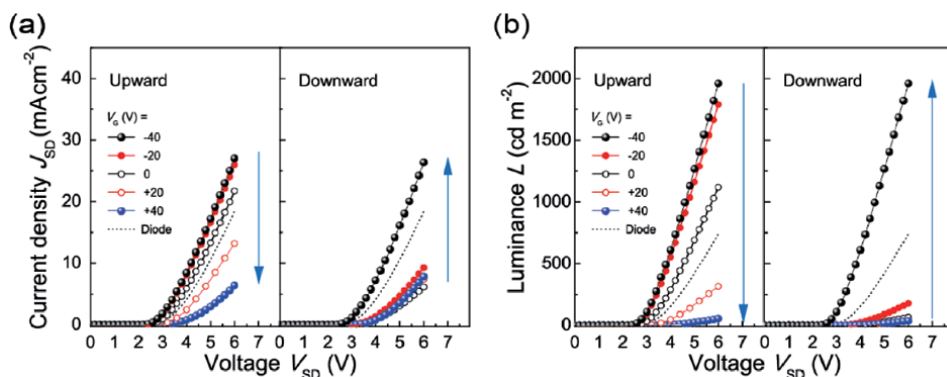 (a)
Current density J_SD (mAcm⁻²)
40
30
20
10
0
Upward
V_G (V) =
-40
-20
0
+20
+40
Diode
Downward
0 1 2 3 4 5 6 7 0 1 2 3 4 5 6 7
Voltage V_SD (V)
(b)
Luminance L (cd m⁻²)
2000
1500
1000
500
0
Upward
V_G (V) =
-40
-20
0
+20
+40
Diode
Downward
0 1 2 3 4 5 6 7 0 1 2 3 4 5 6 7
Voltage V_SD (V)